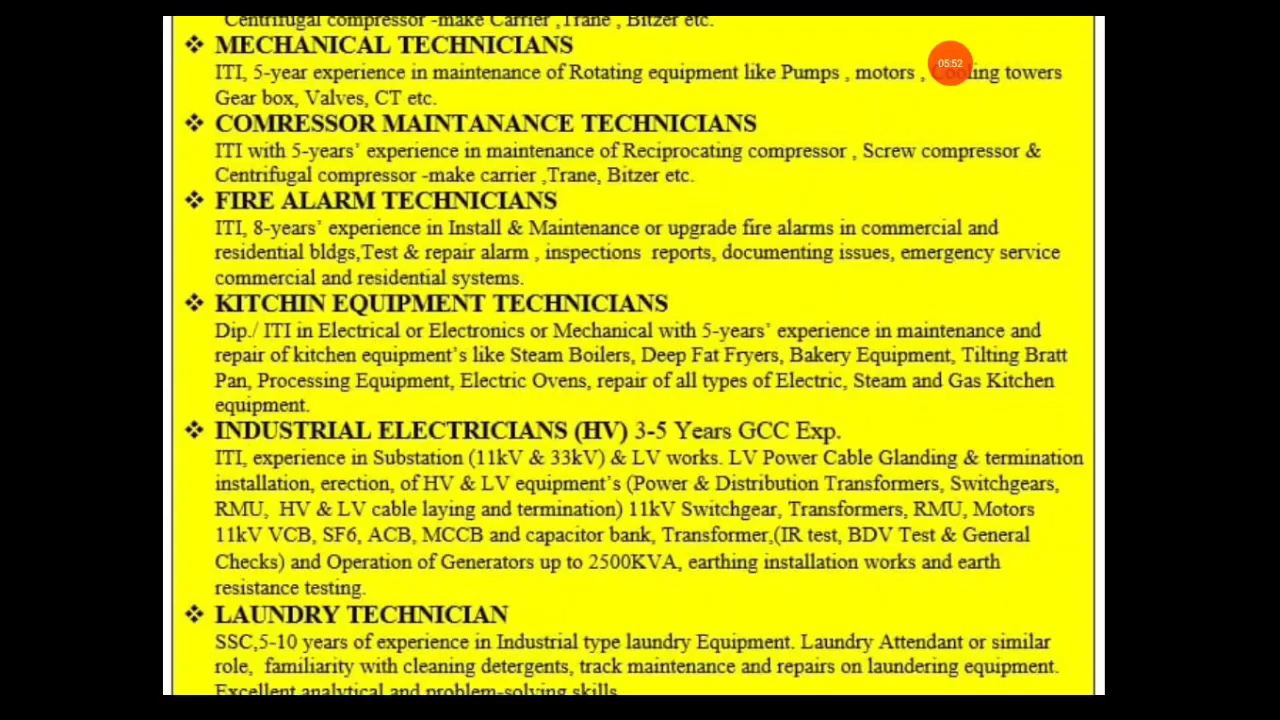 Centrifugal compressor -make Carrier ,Trane , Bitzer etc.
❖ MECHANICAL TECHNICIANS
05:52
ITI, 5-year experience in maintenance of Rotating equipment like Pumps , motors , Cooling towers
Gear box, Valves, CT etc.
❖ COMRESSOR MAINTANANCE TECHNICIANS
ITI with 5-years’ experience in maintenance of Reciprocating compressor , Screw compressor &
Centrifugal compressor -make carrier ,Trane, Bitzer etc.
❖ FIRE ALARM TECHNICIANS
ITI, 8-years’ experience in Install & Maintenance or upgrade fire alarms in commercial and
residential bldgs,Test & repair alarm , inspections reports, documenting issues, emergency service
commercial and residential systems.
❖ KITCHIN EQUIPMENT TECHNICIANS
Dip./ ITI in Electrical or Electronics or Mechanical with 5-years’ experience in maintenance and
repair of kitchen equipment’s like Steam Boilers, Deep Fat Fryers, Bakery Equipment, Tilting Bratt
Pan, Processing Equipment, Electric Ovens, repair of all types of Electric, Steam and Gas Kitchen
equipment.
❖ INDUSTRIAL ELECTRICIANS (HV) 3-5 Years GCC Exp.
ITI, experience in Substation (11kV & 33kV) & LV works. LV Power Cable Glanding & termination
installation, erection, of HV & LV equipment’s (Power & Distribution Transformers, Switchgears,
RMU, HV & LV cable laying and termination) 11kV Switchgear, Transformers, RMU, Motors
11kV VCB, SF6, ACB, MCCB and capacitor bank, Transformer,(IR test, BDV Test & General
Checks) and Operation of Generators up to 2500KVA, earthing installation works and earth
resistance testing.
❖ LAUNDRY TECHNICIAN
SSC,5-10 years of experience in Industrial type laundry Equipment. Laundry Attendant or similar
role, familiarity with cleaning detergents, track maintenance and repairs on laundering equipment.
Excellent analytical and problem-solving skills